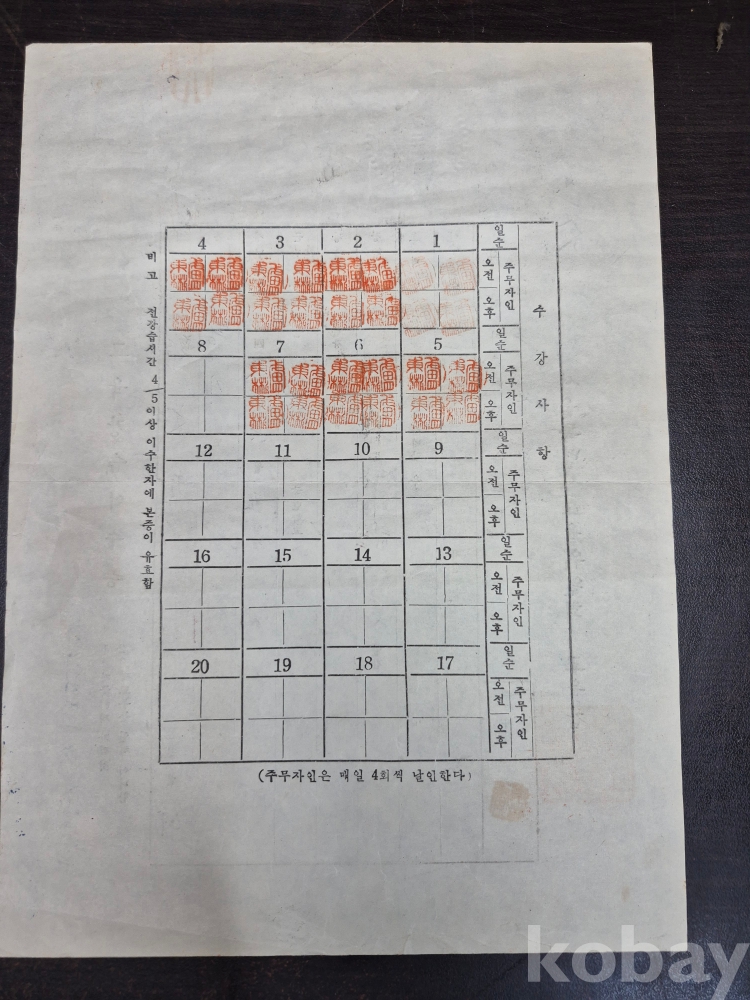 수강사항
일순 1 2 3 4
주무자인 오전 오후
일순 5 6 7 8
주무자인 오전 오후
일순 9 10 11 12
주무자인 오전 오후
일순 13 14 15 16
주무자인 오전 오후
일순 17 18 19 20
주무자인 오전 오후
비고 전강습시간 4/5이상 이수한자에 본증이 유효함
(주무자인은 매일 4회씩 날인한다)
kobay